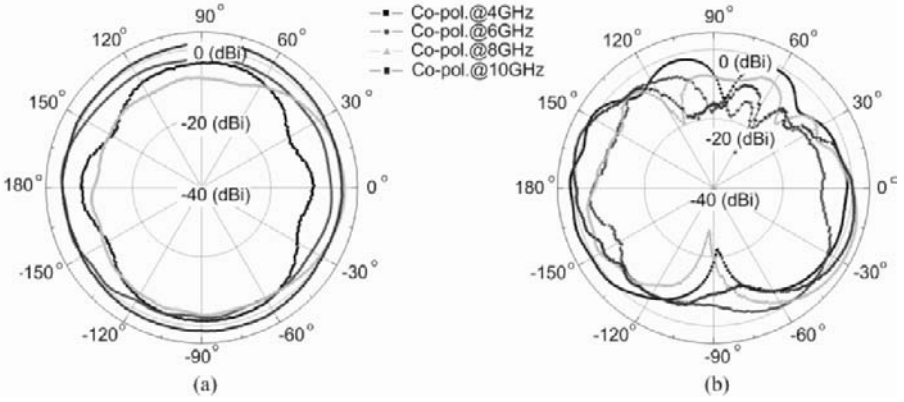 Co-pol.@4GHz
Co-pol.@6GHz
Co-pol.@8GHz
Co-pol.@10GHz
90°
120°
60°
0 (dBi)
150°
30°
-20 (dBi)
180°
-40 (dBi)
0°
-150°
-30°
-120°
-60°
-90°
(a)
90°
120°
60°
0 (dBi)
150°
30°
-20 (dBi)
180°
-40 (dBi)
0°
-150°
-30°
-120°
-60°
-90°
(b)